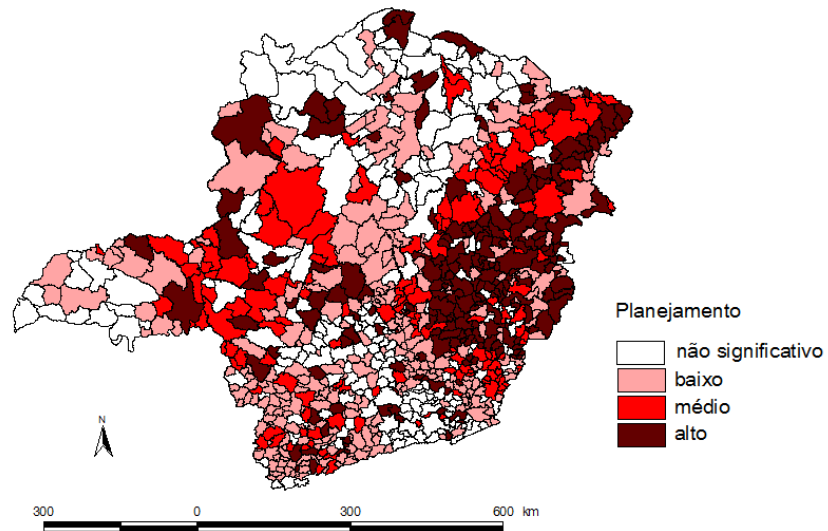 Planejamento
não significativo
baixo
médio
alto
N
300 0 300 600 km